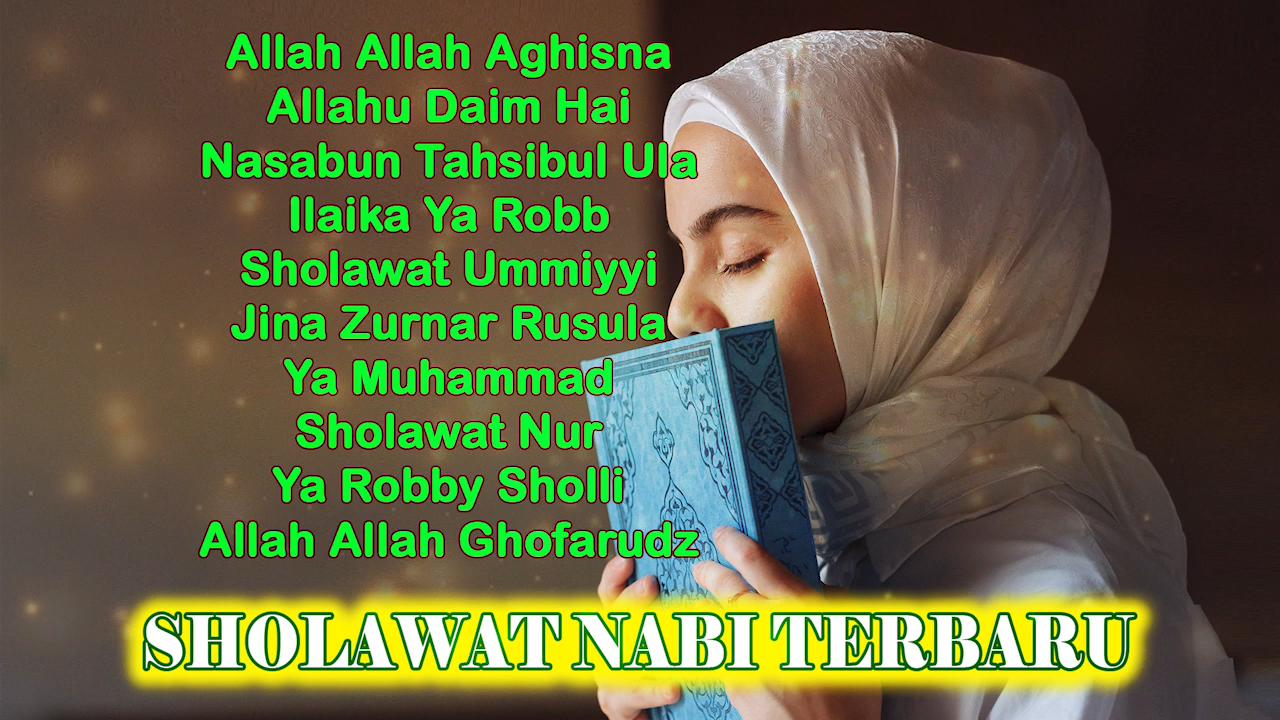 Allah Allah Aghisna
Allahu Daim Hai
Nasabun Tahsibul Ula
Ilaika Ya Robb
Sholawat Ummiyyi
Jina Zurnar Rusula
Ya Muhammad
Sholawat Nur
Ya Robby Sholli
Allah Allah Ghofarudz
SHOLAWAT NABI TERBARU